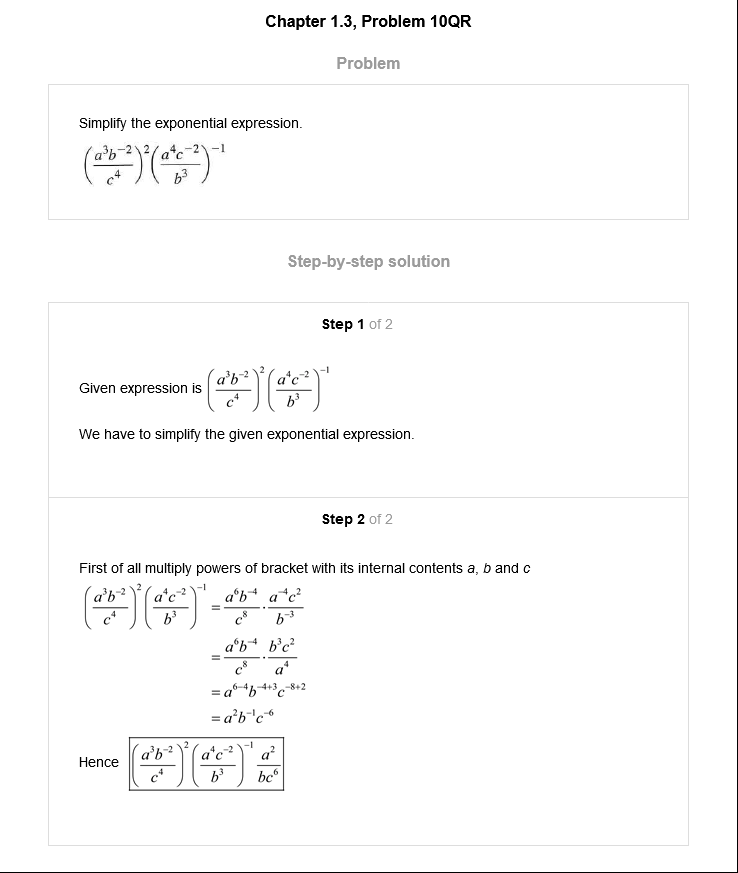 Chapter 1.3, Problem 10QR
Problem
Simplify the exponential expression.
$\left(\frac{a^3b^{-2}}{c^4}\right)^2\left(\frac{a^4c^{-2}}{b^3}\right)^{-1}$
Step-by-step solution
Step 1 of 2
Given expression is $\left(\frac{a^3b^{-2}}{c^4}\right)^2\left(\frac{a^4c^{-2}}{b^3}\right)^{-1}$
We have to simplify the given exponential expression.
Step 2 of 2
First of all multiply powers of bracket with its internal contents a, b and c
$\left(\frac{a^3b^{-2}}{c^4}\right)^2\left(\frac{a^4c^{-2}}{b^3}\right)^{-1} = \frac{a^6b^{-4}}{c^8} \cdot \frac{a^{-4}c^2}{b^{-3}}$
$= \frac{a^6b^{-4}}{c^8} \cdot \frac{b^3c^2}{a^4}$
$= a^{6-4}b^{-4+3}c^{-8+2}$
$= a^2b^{-1}c^{-6}$
Hence $\left(\frac{a^3b^{-2}}{c^4}\right)^2\left(\frac{a^4c^{-2}}{b^3}\right)^{-1} \frac{a^2}{bc^6}$